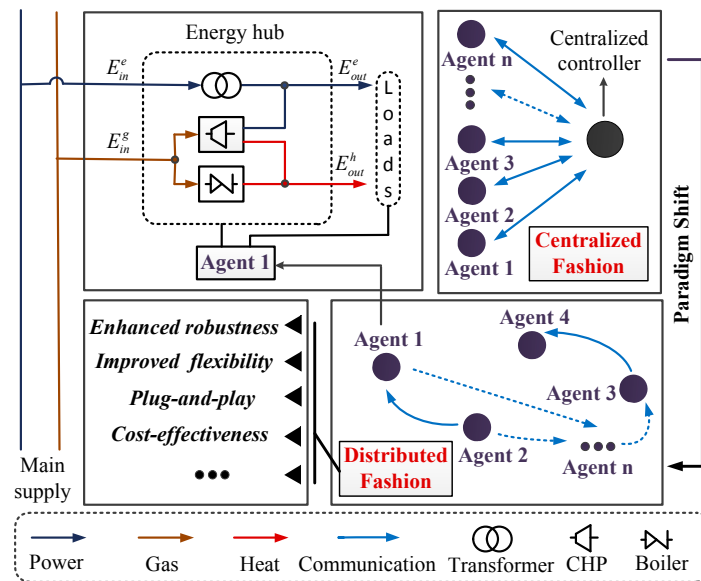 Energy hub
E_in^e
E_out^e
E_in^g
E_out^h
Loads
Agent 1
Main
supply
Agent n
Agent 3
Agent 2
Agent 1
Centralized
controller
Centralized
Fashion
Paradigm Shift
Enhanced robustness
Improved flexibility
Plug-and-play
Cost-effectiveness
Agent 1
Agent 4
Agent 3
Agent 2
Agent n
Distributed
Fashion
Power
Gas
Heat
Communication
Transformer
CHP
Boiler